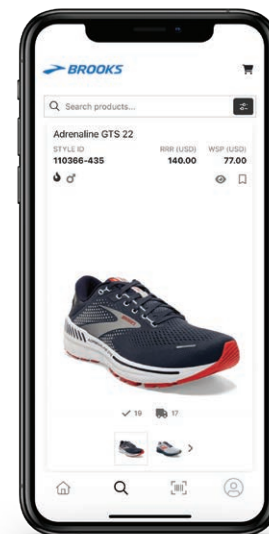 BROOKS
Search products...
Adrenaline GTS 22
STYLE ID RRR (USD) WSP (USD)
110366-435 140.00 77.00
19 17